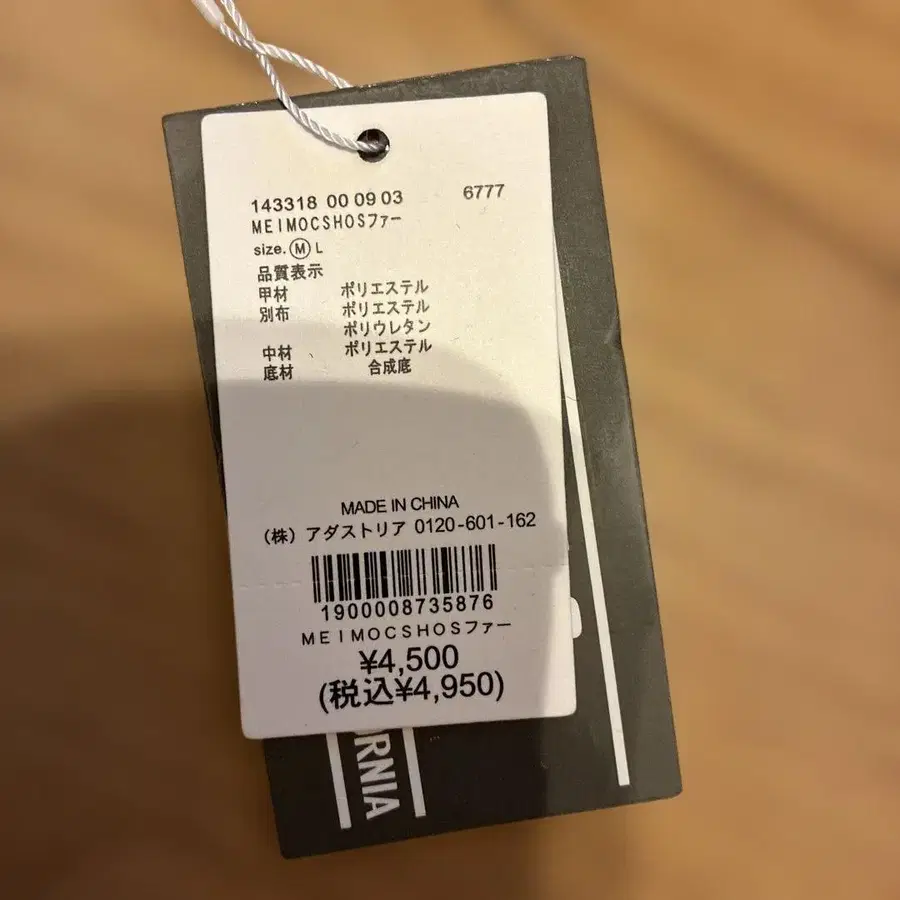 143318 00 09 03 6777
MEIMOCSHOSファー
size. M L
品質表示
甲材 ポリエステル
別布 ポリエステル
ポリウレタン
中材 ポリエステル
底材 合成底
MADE IN CHINA
（株）アダストリア 0120-601-162
1900008735876
MEIMOCSHOSファー
¥4,500
(税込¥4,950)
ORNIA